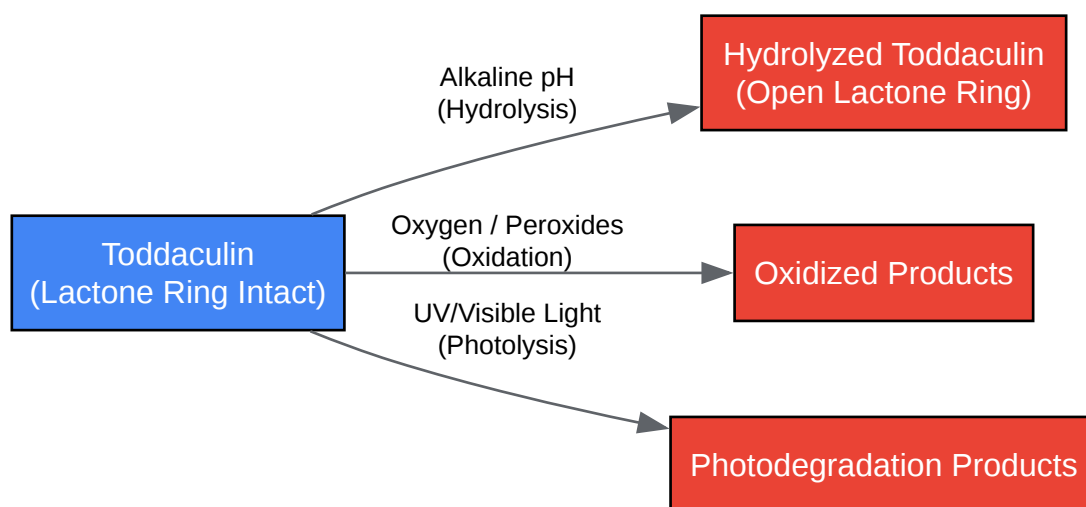 Alkaline pH
(Hydrolysis)
Hydrolyzed Toddaculin
(Open Lactone Ring)
Toddaculin
(Lactone Ring Intact)
Oxygen / Peroxides
(Oxidation)
Oxidized Products
UV/Visible Light
(Photolysis)
Photodegradation Products